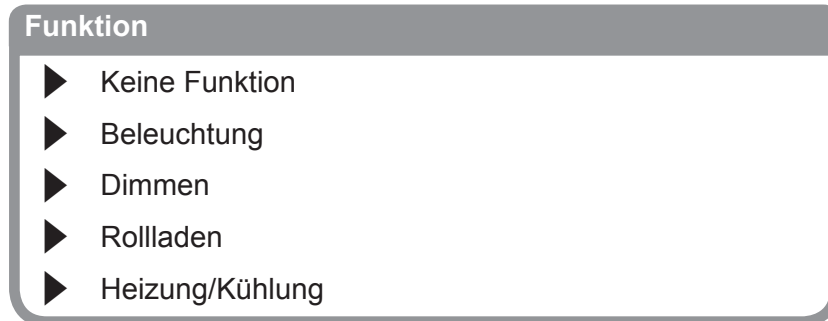 Funktion
Keine Funktion
Beleuchtung
Dimmen
Rollladen
Heizung/Kühlung